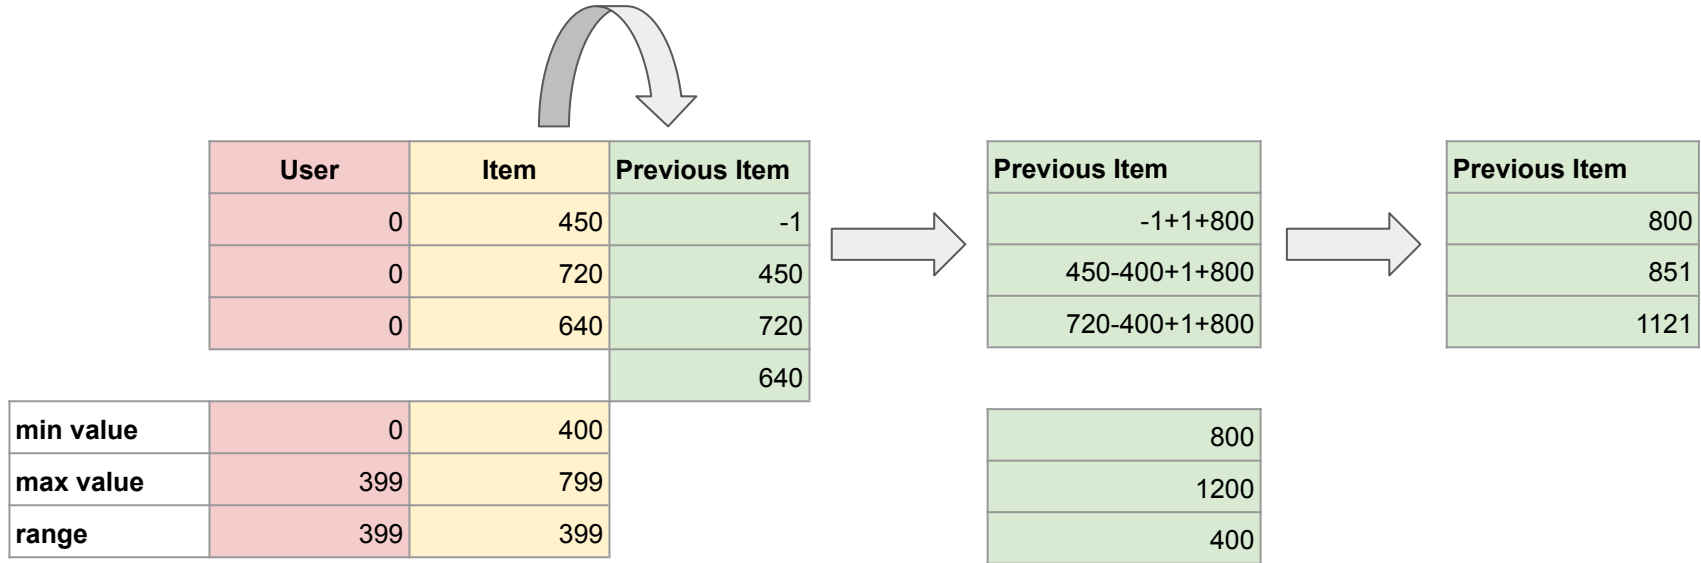 User Item Previous Item Previous Item Previous Item
0 450 -1 -1+1+800 800
0 720 450 450-400+1+800 851
0 640 720 720-400+1+800 1121
640
min value 0 400 800
max value 399 799 1200
range 399 399 400